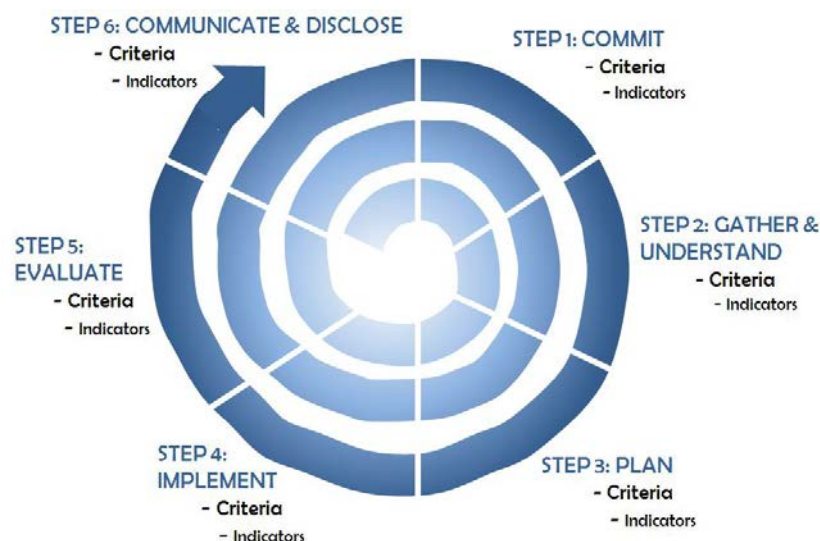 STEP 6: COMMUNICATE & DISCLOSE
- Criteria
- Indicators
STEP 1: COMMIT
- Criteria
- Indicators
STEP 2: GATHER &
UNDERSTAND
- Criteria
- Indicators
STEP 3: PLAN
- Criteria
- Indicators
STEP 4:
IMPLEMENT
- Criteria
- Indicators
STEP 5:
EVALUATE
- Criteria
- Indicators